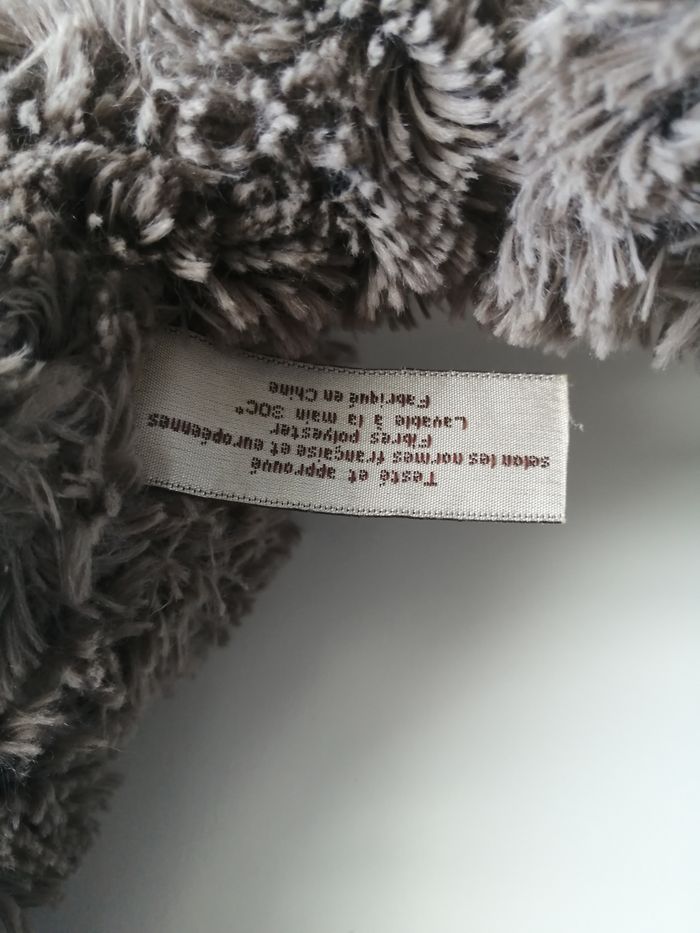 Testé et approuvé
selon les normes française et européennes
Fibres polyester
Lavable à la main 30C°
Fabriqué en Chine